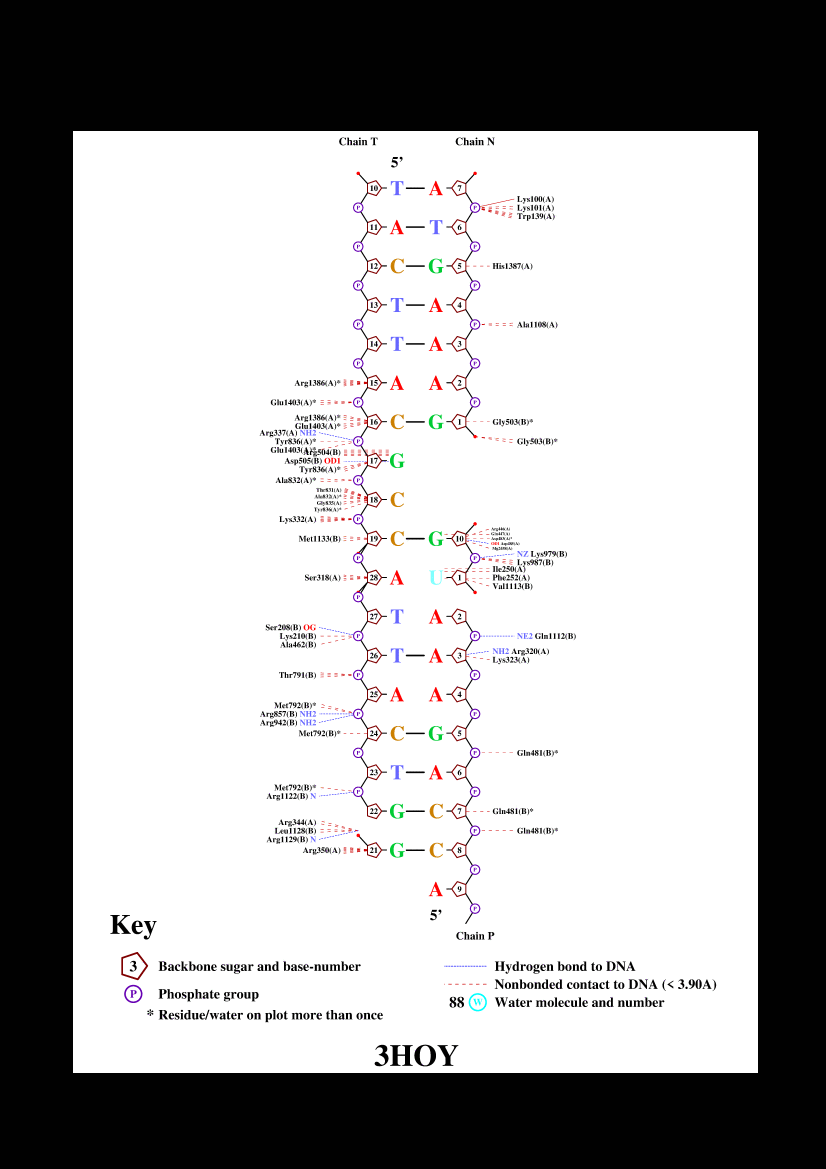 Chain T Chain N
5’
10 T A 7
P P Lys100(A)
Lys101(A)
Trp139(A)
11 A T 6
P P
12 C G 5 His1387(A)
P P
13 T A 4
P P Ala1108(A)
14 T A 3
P P
Arg1386(A)* 15 A A 2
Glu1403(A)* P P
Arg1386(A)*
Glu1403(A)* 16 C G 1 Gly503(B)*
Arg337(A) NH2
Tyr836(A)* P Gly503(B)*
Glu1403(A)*
Arg504(B)
Asp505(B) OD1 17 G
Tyr836(A)*
Ala832(A)* P
Thr831(A)
Ala832(A)*
Gly835(A) 18 C
Tyr836(A)*
Lys332(A) P
Arg446(A)
Met1133(B) 19 C G 10
P P NZ Lys979(B)
Lys987(B)
Ile250(A)
Ser318(A) 28 A U 1 Phe252(A)
Val1113(B)
P
27 T A 2
Ser208(B) OG
Lys210(B) P P NE2 Gln1112(B)
Ala462(B)
26 T A 3 NH2 Arg320(A)
Lys323(A)
Thr791(B) P P
25 A A 4
Met792(B)*
Arg857(B) NH2 P P
Arg942(B) NH2
Met792(B)* 24 C G 5
P P Gln481(B)*
23 T A 6
Met792(B)*
Arg1122(B) N P P
22 G C 7 Gln481(B)*
Arg344(A)
Leu1128(B) P Gln481(B)*
Arg1129(B) N
Arg350(A) 21 G C 8
P
A 9
5’ P
Chain P
Key
3 Backbone sugar and base-number
P Phosphate group
* Residue/water on plot more than once
Hydrogen bond to DNA
Nonbonded contact to DNA (< 3.90A)
88 W Water molecule and number
3HOY